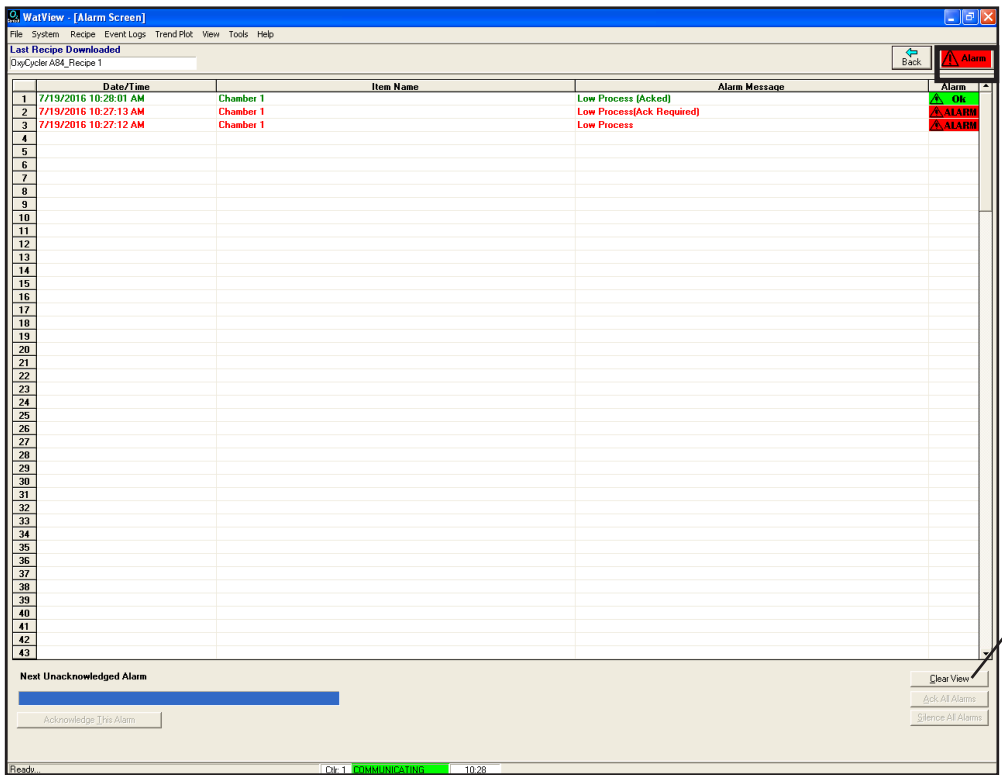 WatView - [Alarm Screen]
File System Recipe Event Logs Trend Plot View Tools Help
Last Recipe Downloaded
OxyCycler A84_Recipe 1
Back
Alarm
Date/Time Item Name Alarm Message Alarm
1 7/19/2016 10:28:01 AM Chamber 1 Low Process (Acked) Ok
2 7/19/2016 10:27:13 AM Chamber 1 Low Process(Ack Required) ALARM
3 7/19/2016 10:27:12 AM Chamber 1 Low Process ALARM
4
5
6
7
8
9
10
11
12
13
14
15
16
17
18
19
20
21
22
23
24
25
26
27
28
29
30
31
32
33
34
35
36
37
38
39
40
41
42
43
Next Unacknowledged Alarm
Clear View
Ack All Alarms
Acknowledge This Alarm
Silence All Alarms
Ready... Ctlr: 1 COMMUNICATING 10:28